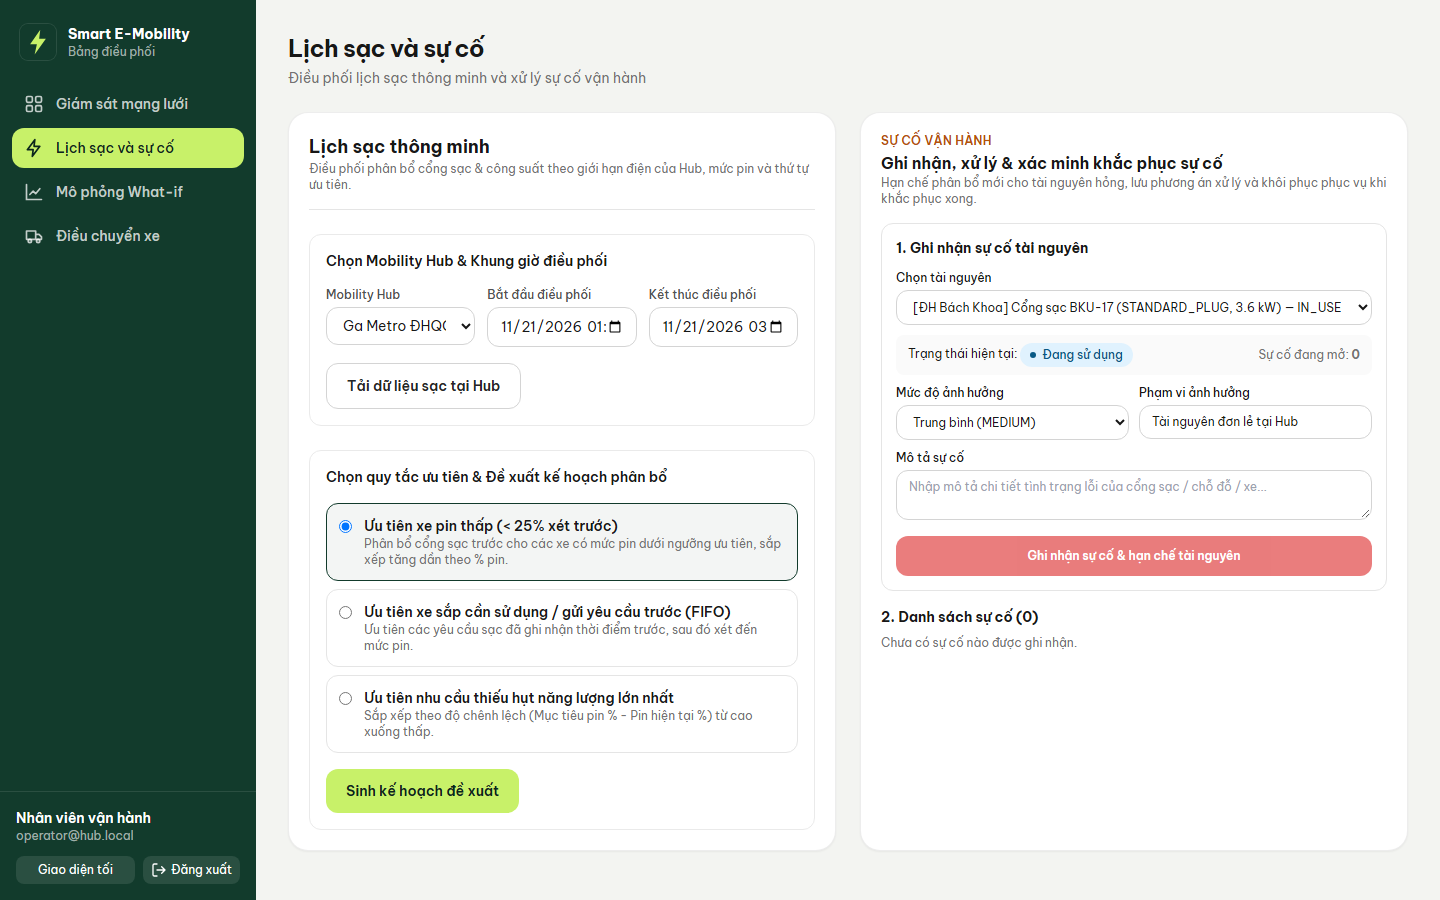 Smart E-Mobility
Bảng điều phối
Giám sát mạng lưới
Lịch sạc và sự cố
Mô phỏng What-if
Điều chuyển xe
Nhân viên vận hành
operator@hub.local
Giao diện tối
Đăng xuất
Lịch sạc và sự cố
Điều phối lịch sạc thông minh và xử lý sự cố vận hành
Lịch sạc thông minh
Điều phối phân bổ cổng sạc & công suất theo giới hạn điện của Hub, mức pin và thứ tự
ưu tiên.
Chọn Mobility Hub & Khung giờ điều phối
Mobility Hub
Bắt đầu điều phối
Kết thúc điều phối
Ga Metro ĐHQG
11/21/2026 01:
11/21/2026 03
Tải dữ liệu sạc tại Hub
Chọn quy tắc ưu tiên & Đề xuất kế hoạch phân bổ
Ưu tiên xe pin thấp (< 25% xét trước)
Phân bổ cổng sạc trước cho các xe có mức pin dưới ngưỡng ưu tiên, sắp
xếp tăng dần theo % pin.
Ưu tiên xe sắp cần sử dụng / gửi yêu cầu trước (FIFO)
Ưu tiên các yêu cầu sạc đã ghi nhận thời điểm trước, sau đó xét đến
mức pin.
Ưu tiên nhu cầu thiếu hụt năng lượng lớn nhất
Sắp xếp theo độ chênh lệch (Mục tiêu pin % - Pin hiện tại %) từ cao
xuống thấp.
Sinh kế hoạch đề xuất
SỰ CỐ VẬN HÀNH
Ghi nhận, xử lý & xác minh khắc phục sự cố
Hạn chế phân bổ mới cho tài nguyên hỏng, lưu phương án xử lý và khôi phục phục vụ khi
khắc phục xong.
1. Ghi nhận sự cố tài nguyên
Chọn tài nguyên
[ĐH Bách Khoa] Cổng sạc BKU-17 (STANDARD_PLUG, 3.6 kW) — IN_USE
Trạng thái hiện tại: Đang sử dụng
Sự cố đang mở: 0
Mức độ ảnh hưởng
Phạm vi ảnh hưởng
Trung bình (MEDIUM)
Tài nguyên đơn lẻ tại Hub
Mô tả sự cố
Nhập mô tả chi tiết tình trạng lỗi của cổng sạc / chỗ đỗ / xe...
Ghi nhận sự cố & hạn chế tài nguyên
2. Danh sách sự cố (0)
Chưa có sự cố nào được ghi nhận.